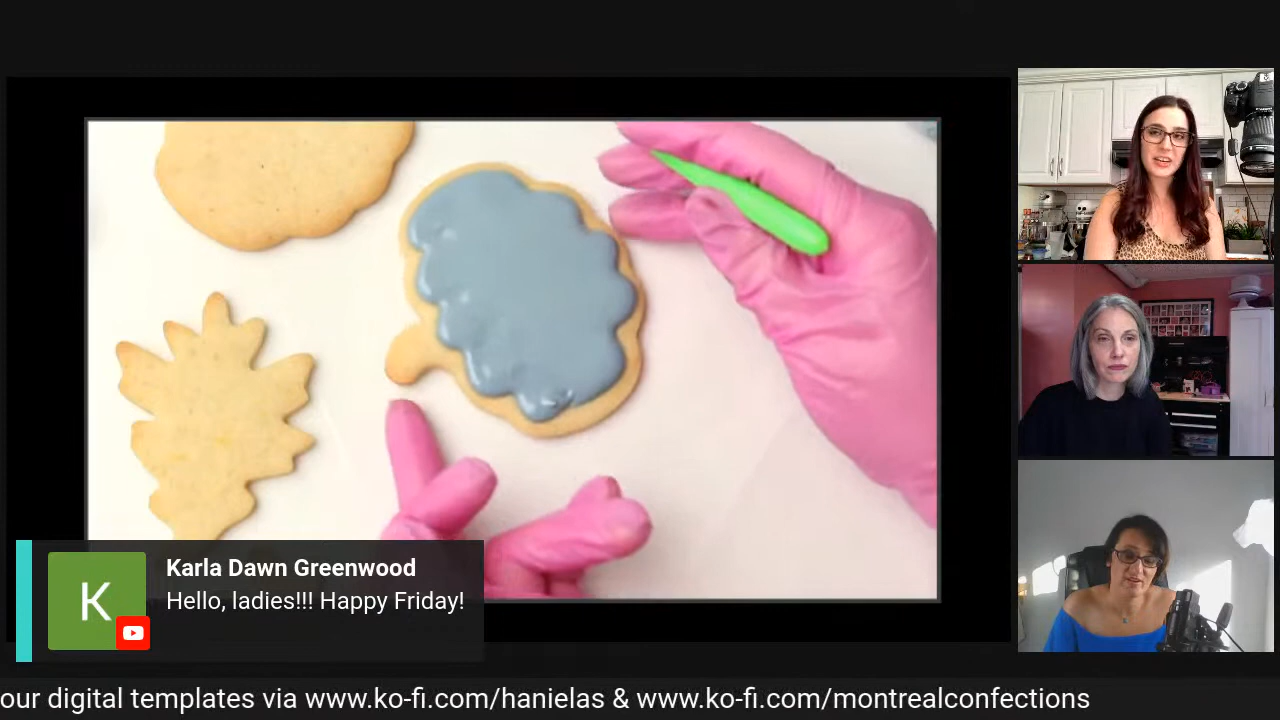 K
Karla Dawn Greenwood
Hello, ladies!!! Happy Friday!
our digital templates via www.ko-fi.com/hanielas & www.ko-fi.com/montrealconfections